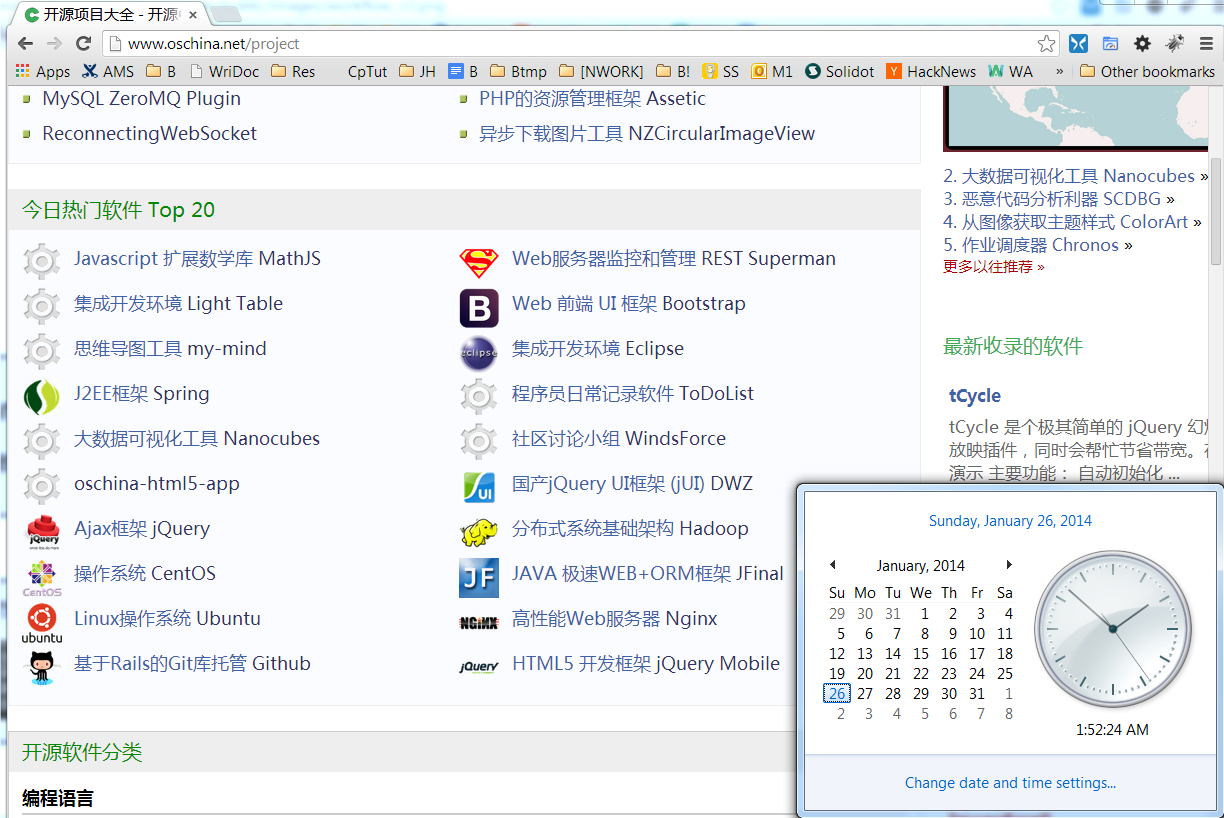 开源项目大全 - 开源
www.oschina.net/project
Apps AMS B WriDoc Res CpTut JH B Btmp [NWORK] B! SS M1 Solidot HackNews WA » Other bookmarks
MySQL ZeroMQ Plugin
PHP的资源管理框架 Assetic
ReconnectingWebSocket
异步下载图片工具 NZCircularImageView
今日热门软件 Top 20
Javascript 扩展数学库 MathJS
Web服务器监控和管理 REST Superman
集成开发环境 Light Table
Web 前端 UI 框架 Bootstrap
思维导图工具 my-mind
集成开发环境 Eclipse
J2EE框架 Spring
程序员日常记录软件 ToDoList
大数据可视化工具 Nanocubes
社区讨论小组 WindsForce
oschina-html5-app
国产jQuery UI框架 (jUI) DWZ
Ajax框架 jQuery
分布式系统基础架构 Hadoop
操作系统 CentOS
JAVA 极速WEB+ORM框架 JFinal
Linux操作系统 Ubuntu
高性能Web服务器 Nginx
基于Rails的Git库托管 Github
HTML5 开发框架 jQuery Mobile
B
eclipse
UI
jQuery
CentOS
JF
ubuntu
NGINX
jQuery
开源软件分类
编程语言
2. 大数据可视化工具 Nanocubes »
3. 恶意代码分析利器 SCDBG »
4. 从图像获取主题样式 ColorArt »
5. 作业调度器 Chronos »
更多以往推荐 »
最新收录的软件
tCycle
tCycle 是个极其简单的 jQuery 幻
放映插件，同时会帮忙节省带宽。
演示 主要功能： 自动初始化 ...
Sunday, January 26, 2014
January, 2014
Su Mo Tu We Th Fr Sa
29 30 31 1 2 3 4
5 6 7 8 9 10 11
12 13 14 15 16 17 18
19 20 21 22 23 24 25
26 27 28 29 30 31 1
2 3 4 5 6 7 8
1:52:24 AM
Change date and time settings...